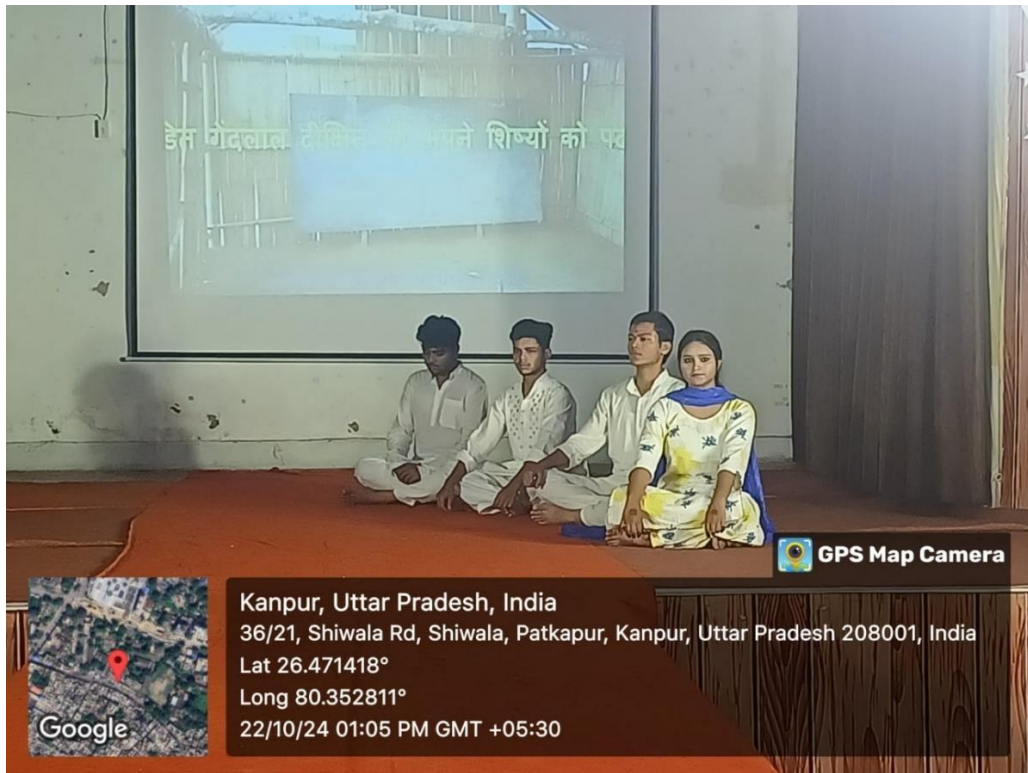 गेंदालाल दीक्षित अपने शिष्यों को
GPS Map Camera
Kanpur, Uttar Pradesh, India
36/21, Shiwala Rd, Shiwala, Patkapur, Kanpur, Uttar Pradesh 208001, India
Lat 26.471418°
Long 80.352811°
22/10/24 01:05 PM GMT +05:30
Google